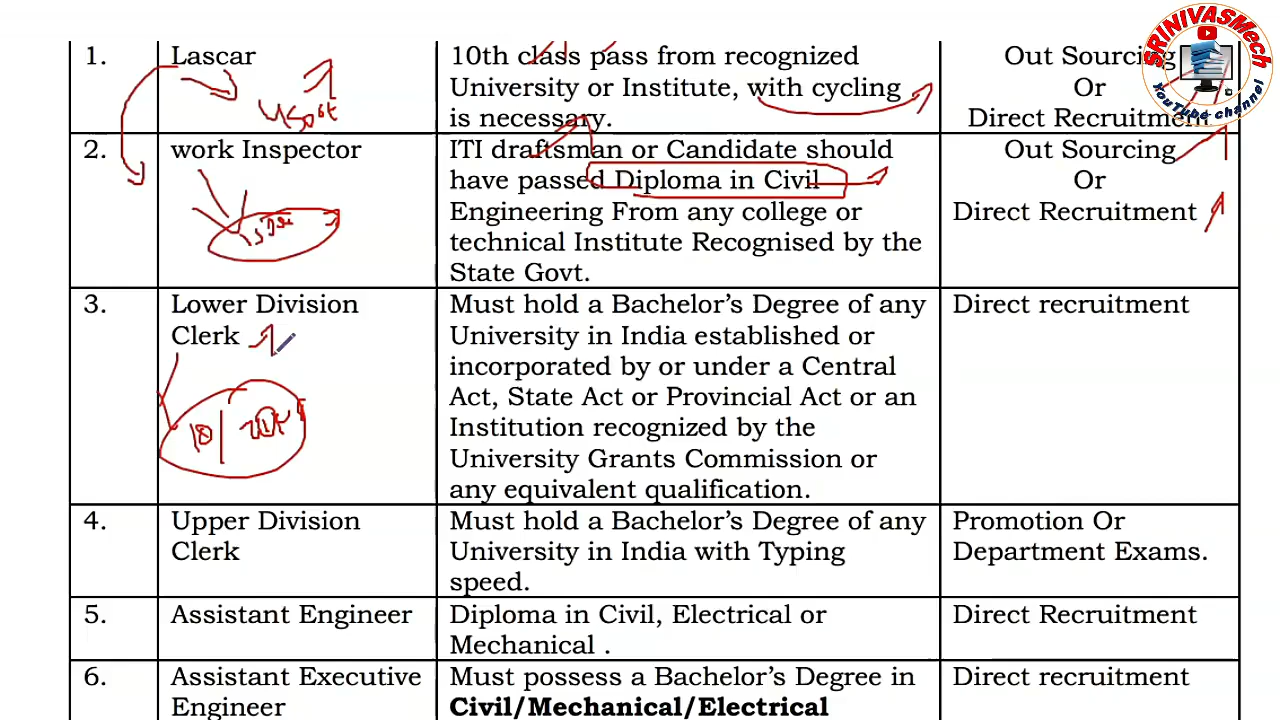 SRINIVASMech
YouTube channel
1. Lascar 10th class pass from recognized Out Sourcing
University or Institute, with cycling Or
is necessary. Direct Recruitment
2. work Inspector ITI draftsman or Candidate should Out Sourcing
have passed Diploma in Civil Or
Engineering From any college or Direct Recruitment
technical Institute Recognised by the
State Govt.
3. Lower Division Must hold a Bachelor's Degree of any Direct recruitment
Clerk University in India established or
incorporated by or under a Central
Act, State Act or Provincial Act or an
Institution recognized by the
University Grants Commission or
any equivalent qualification.
4. Upper Division Must hold a Bachelor's Degree of any Promotion Or
Clerk University in India with Typing Department Exams.
speed.
5. Assistant Engineer Diploma in Civil, Electrical or Direct Recruitment
Mechanical .
6. Assistant Executive Must possess a Bachelor's Degree in Direct recruitment
Engineer Civil/Mechanical/Electrical